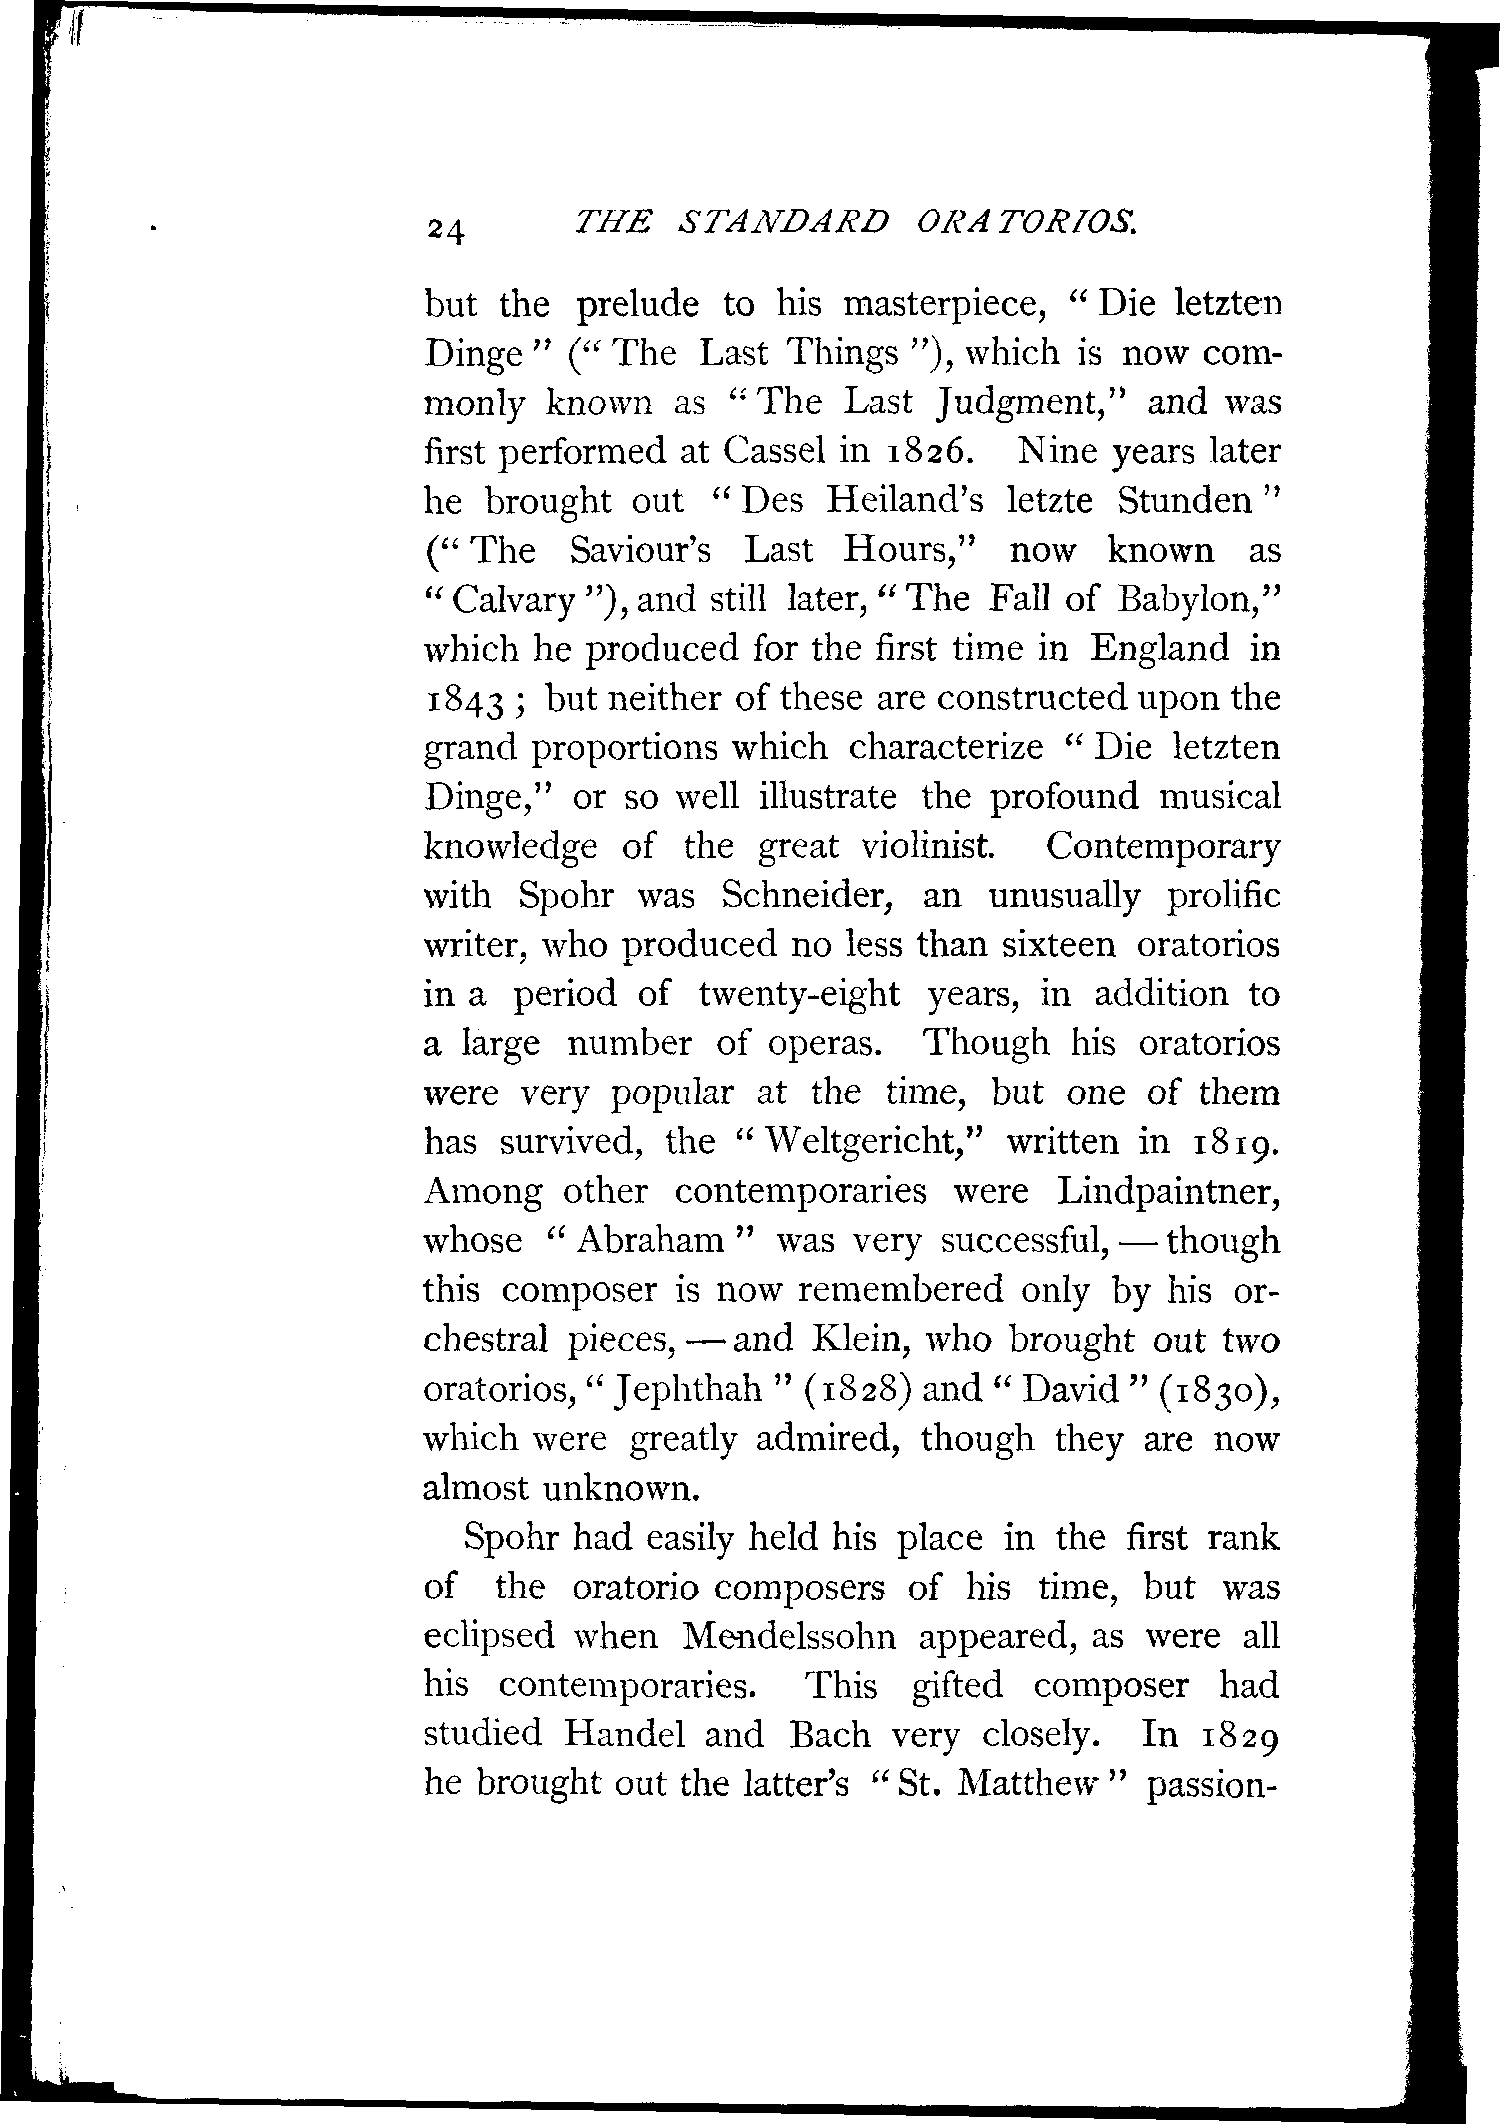 24 THE STANDARD ORATORIOS.
but the prelude to his masterpiece, “ Die letzten
Dinge ” (“ The Last Things ”), which is now com-
monly known as “ The Last Judgment,” and was
first performed at Cassel in 1826. Nine years later
he brought out “ Des Heiland’s letzte Stunden ”
(“ The Saviour’s Last Hours,” now known as
“ Calvary ”), and still later, “ The Fall of Babylon,”
which he produced for the first time in England in
1843 ; but neither of these are constructed upon the
grand proportions which characterize “ Die letzten
Dinge,” or so well illustrate the profound musical
knowledge of the great violinist. Contemporary
with Spohr was Schneider, an unusually prolific
writer, who produced no less than sixteen oratorios
in a period of twenty-eight years, in addition to
a large number of operas. Though his oratorios
were very popular at the time, but one of them
has survived, the “ Weltgericht,” written in 1819.
Among other contemporaries were Lindpaintner,
whose “ Abraham ” was very successful, — though
this composer is now remembered only by his or-
chestral pieces, — and Klein, who brought out two
oratorios, “ Jephthah ” (1828) and “ David ” (1830),
which were greatly admired, though they are now
almost unknown.
Spohr had easily held his place in the first rank
of the oratorio composers of his time, but was
eclipsed when Mendelssohn appeared, as were all
his contemporaries. This gifted composer had
studied Handel and Bach very closely. In 1829
he brought out the latter’s “ St. Matthew ” passion-